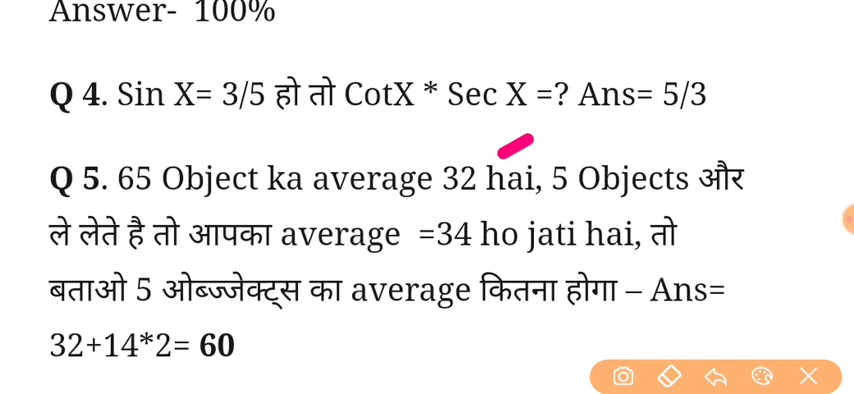 Answer- 100%
Q 4. Sin X= 3/5 हो तो CotX * Sec X =? Ans= 5/3
Q 5. 65 Object ka average 32 hai, 5 Objects और
ले लेते है तो आपका average =34 ho jati hai, तो
बताओ 5 ओब्ज्जेक्ट्स का average कितना होगा – Ans=
32+14*2= 60